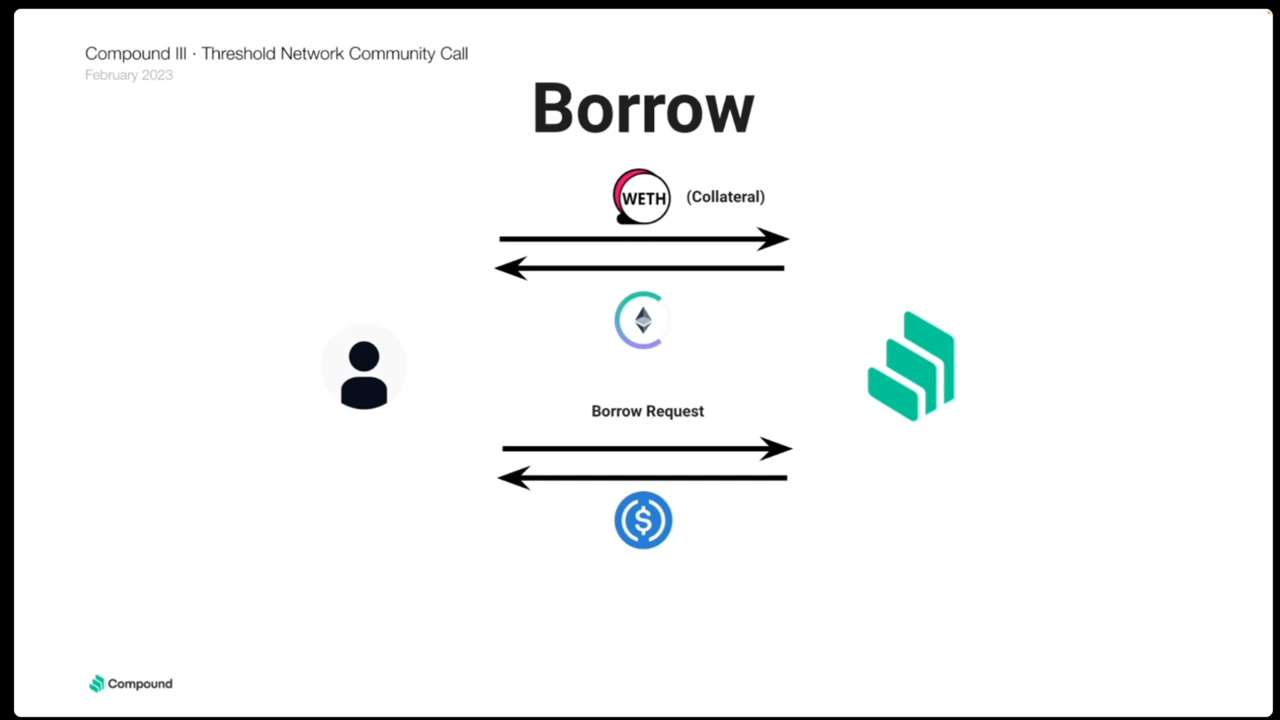 Compound III · Threshold Network Community Call
February 2023
Borrow
WETH (Collateral)
Borrow Request
$
Compound